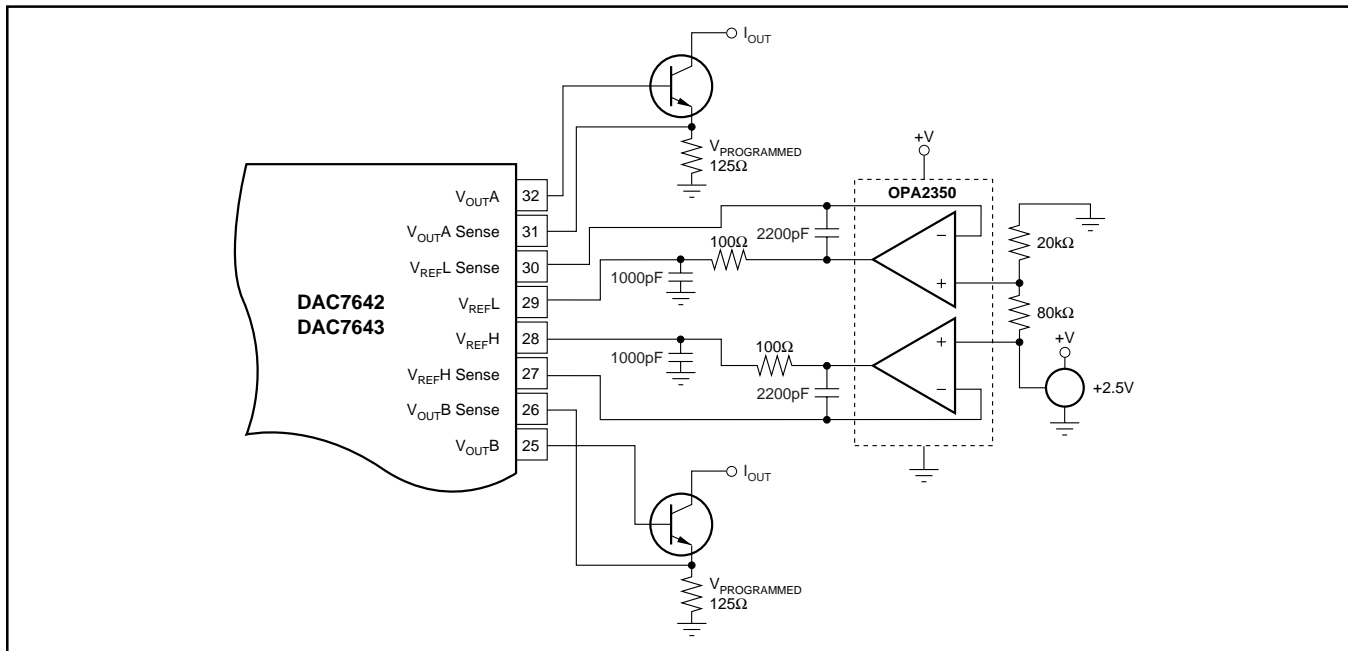 I_OUT
V_PROGRAMMED
125Ω
+V
OPA2350
V_OUTA 32
V_OUTA Sense 31
V_REFL Sense 30
V_REFL 29
V_REFH 28
V_REFH Sense 27
V_OUTB Sense 26
V_OUTB 25
DAC7642
DAC7643
2200pF
100Ω
1000pF
−
+
20kΩ
80kΩ
100Ω
1000pF
2200pF
+
−
+V
+2.5V
I_OUT
V_PROGRAMMED
125Ω